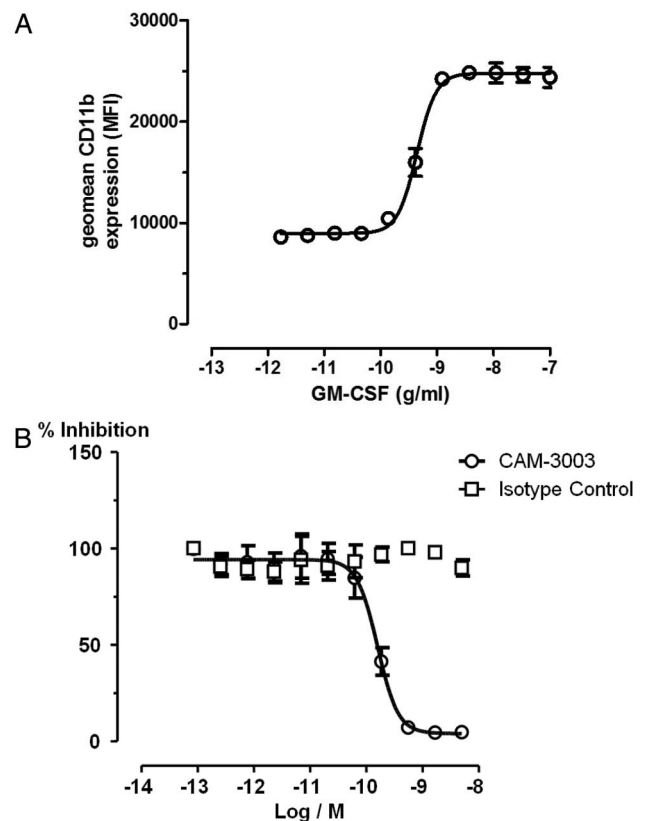 A
geomean CD11b
expression (MFI)
30000
20000
10000
0
-13 -12 -11 -10 -9 -8 -7
GM-CSF (g/ml)
B % Inhibition
150
100
50
0
CAM-3003
Isotype Control
-14 -13 -12 -11 -10 -9 -8
Log / M